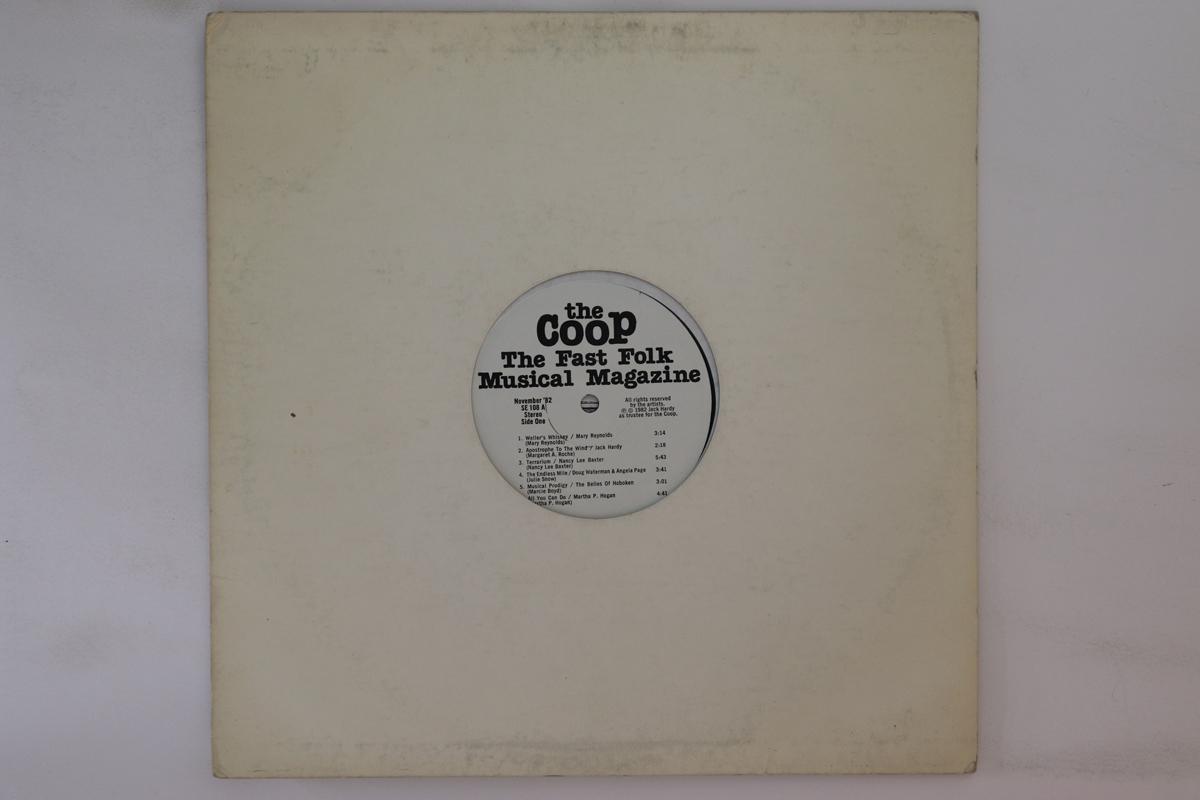 the
Coop
The Fast Folk
Musical Magazine
November '82
SE 108 A
Stereo
Side One
All rights reserved
by the artists.
℗ © 1982 Jack Hardy
as trustee for the Coop.
1. Weller's Whiskey / Mary Reynolds 3:14
(Mary Reynolds)
2. Apostrophe To The Wind / Jack Hardy 2:18
(Margaret A. Roche)
3. Terrarium / Nancy Lee Baxter 5:43
(Nancy Lee Baxter)
4. The Endless Mile / Doug Waterman & Angela Page 3:41
(Julie Snow)
5. Musical Prodigy / The Belles Of Hoboken 3:01
(Marcie Boyd)
All You Can Do / Martha P. Hogan 4:41
rtha P. Hogan)